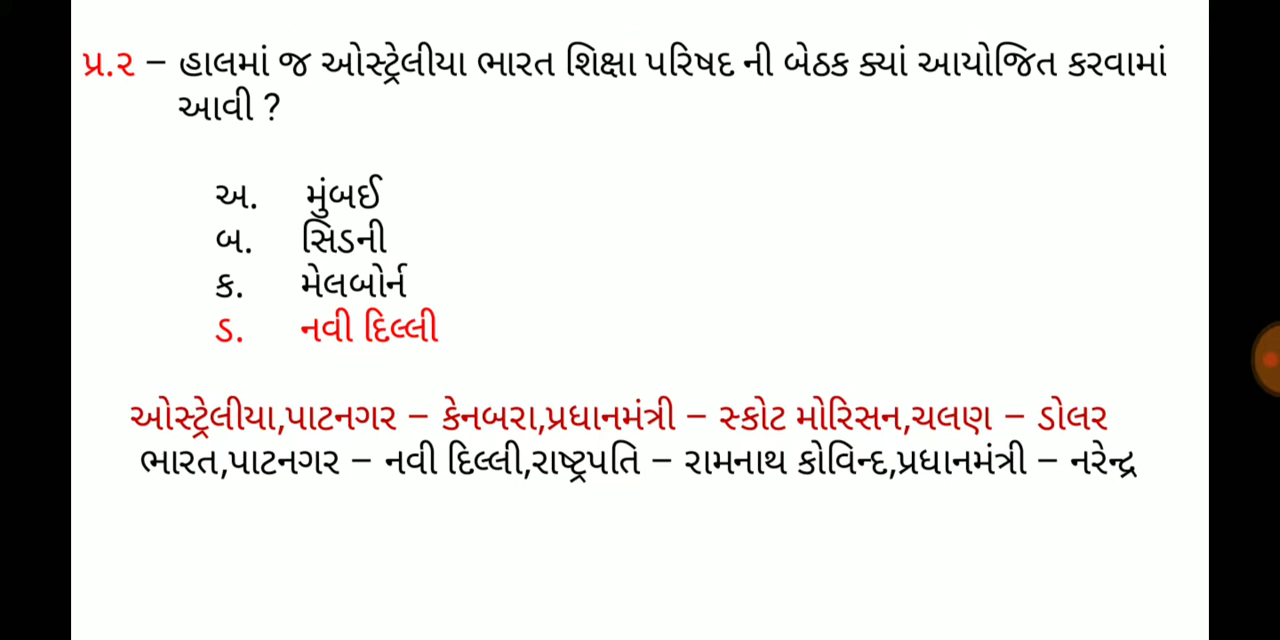 પ્ર.૨ – હાલમાં જ ઓસ્ટ્રેલીયા ભારત શિક્ષા પરિષદ ની બેઠક ક્યાં આયોજિત કરવામાં
આવી ?
અ. મુંબઈ
બ. સિડની
ક. મેલબોર્ન
ડ. નવી દિલ્લી
ઓસ્ટ્રેલીયા,પાટનગર – કેનબરા,પ્રધાનમંત્રી – સ્કોટ મોરિસન,ચલણ – ડોલર
ભારત,પાટનગર – નવી દિલ્લી,રાષ્ટ્રપતિ – રામનાથ કોવિન્દ,પ્રધાનમંત્રી – નરેન્દ્ર